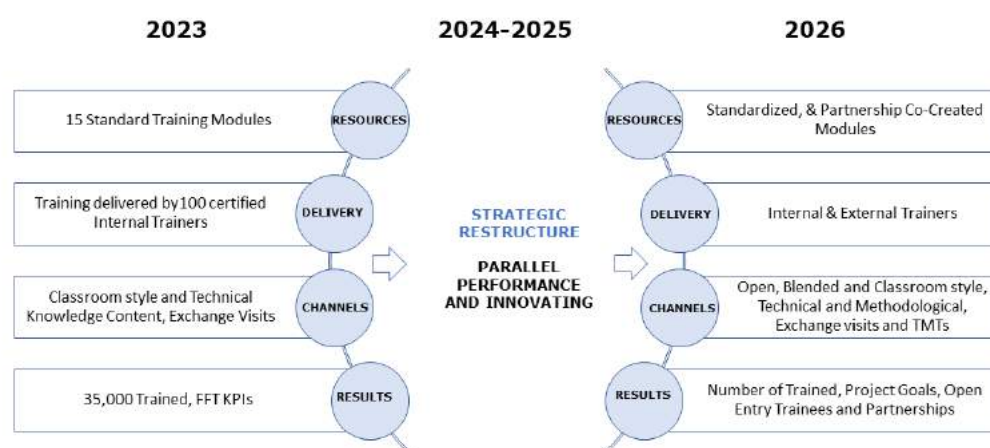 2023
2024-2025
2026
15 Standard Training Modules
RESOURCES
Training delivered by100 certified
Internal Trainers
DELIVERY
Classroom style and Technical
Knowledge Content, Exchange Visits
CHANNELS
35,000 Trained, FFT KPIs
RESULTS
STRATEGIC
RESTRUCTURE
PARALLEL
PERFORMANCE
AND INNOVATING
RESOURCES
Standardized, & Partnership Co-Created
Modules
DELIVERY
Internal & External Trainers
CHANNELS
Open, Blended and Classroom style,
Technical and Methodological,
Exchange visits and TMTs
RESULTS
Number of Trained, Project Goals, Open
Entry Trainees and Partnerships